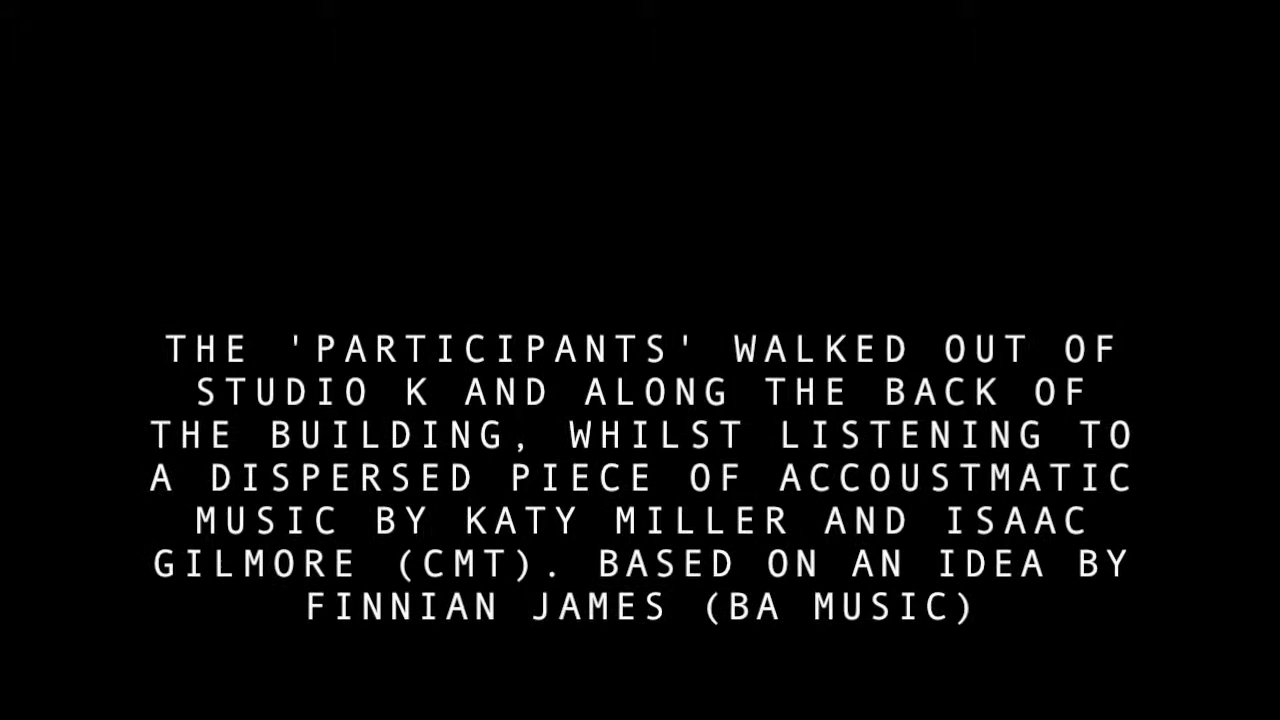 THE 'PARTICIPANTS' WALKED OUT OF
STUDIO K AND ALONG THE BACK OF
THE BUILDING, WHILST LISTENING TO
A DISPERSED PIECE OF ACCOUSTMATIC
MUSIC BY KATY MILLER AND ISAAC
GILMORE (CMT). BASED ON AN IDEA BY
FINNIAN JAMES (BA MUSIC)